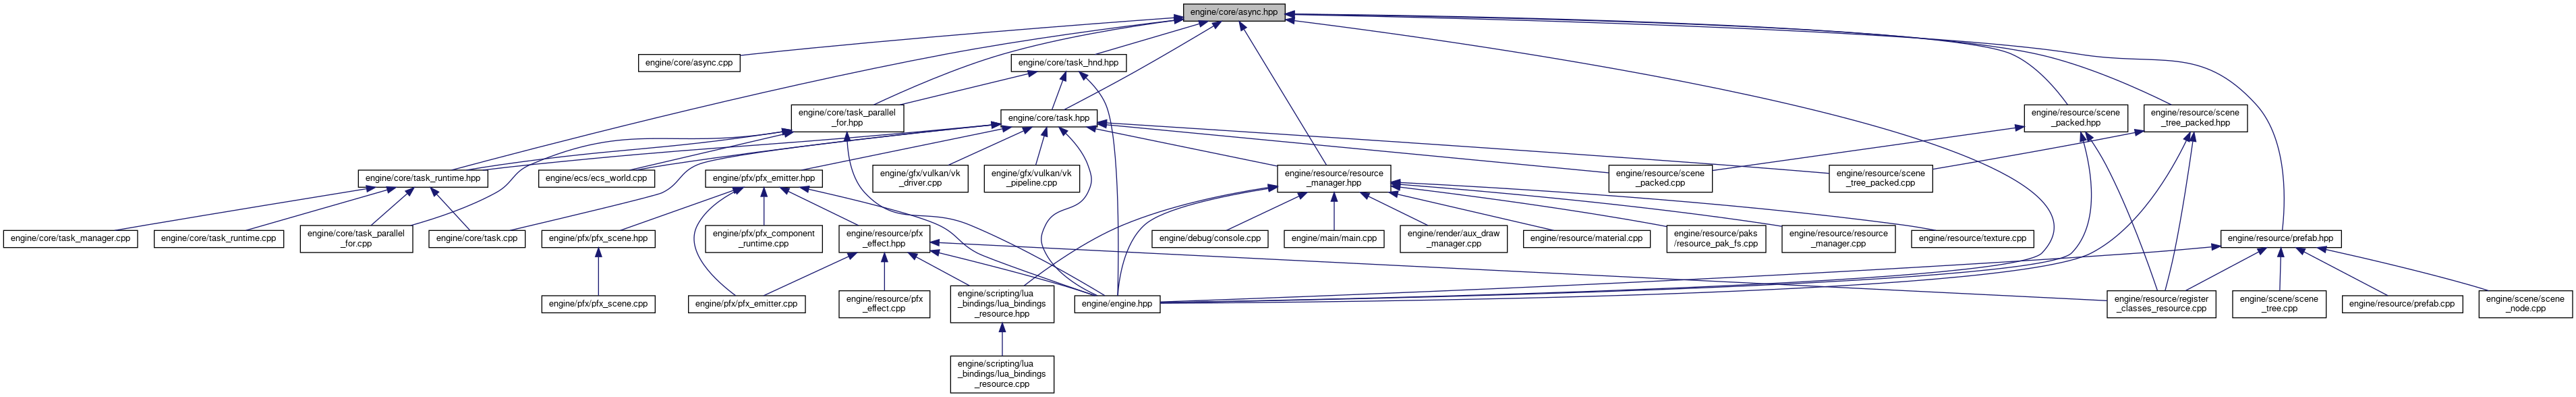 engine/core/async.hpp
engine/core/async.cpp
engine/core/task_hnd.hpp
engine/core/task_parallel
_for.hpp
engine/core/task.hpp
engine/resource/scene
_packed.hpp
engine/resource/scene
_tree_packed.hpp
engine/core/task_runtime.hpp
engine/ecs/ecs_world.cpp
engine/pfx/pfx_emitter.hpp
engine/gfx/vulkan/vk
_driver.cpp
engine/gfx/vulkan/vk
_pipeline.cpp
engine/resource/resource
_manager.hpp
engine/resource/scene
_packed.cpp
engine/resource/scene
_tree_packed.cpp
engine/core/task_manager.cpp
engine/core/task_runtime.cpp
engine/core/task_parallel
_for.cpp
engine/core/task.cpp
engine/pfx/pfx_scene.hpp
engine/pfx/pfx_component
_runtime.cpp
engine/resource/pfx
_effect.hpp
engine/debug/console.cpp
engine/main/main.cpp
engine/render/aux_draw
_manager.cpp
engine/resource/material.cpp
engine/resource/paks
/resource_pak_fs.cpp
engine/resource/resource
_manager.cpp
engine/resource/texture.cpp
engine/resource/prefab.hpp
engine/pfx/pfx_scene.cpp
engine/pfx/pfx_emitter.cpp
engine/resource/pfx
_effect.cpp
engine/scripting/lua
_bindings/lua_bindings
_resource.hpp
engine/engine.hpp
engine/resource/register
_classes_resource.cpp
engine/scene/scene
_tree.cpp
engine/resource/prefab.cpp
engine/scene/scene
_node.cpp
engine/scripting/lua
_bindings/lua_bindings
_resource.cpp